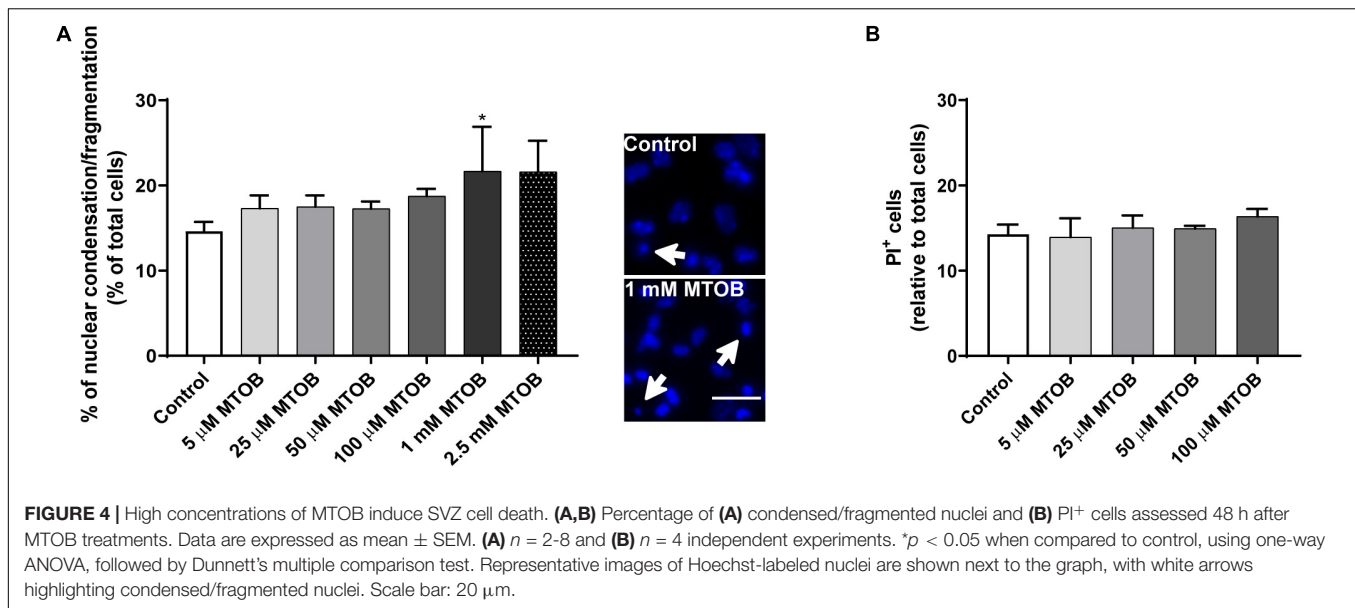 A
% of nuclear condensation/fragmentation
(% of total cells)
30
20
10
0
*
Control
5 μM MTOB
25 μM MTOB
50 μM MTOB
100 μM MTOB
1 mM MTOB
2.5 mM MTOB
Control
1 mM MTOB
B
PI⁺ cells
(relative to total cells)
30
20
10
0
Control
5 μM MTOB
25 μM MTOB
50 μM MTOB
100 μM MTOB
FIGURE 4 | High concentrations of MTOB induce SVZ cell death. (A,B) Percentage of (A) condensed/fragmented nuclei and (B) PI⁺ cells assessed 48 h after
MTOB treatments. Data are expressed as mean ± SEM. (A) n = 2-8 and (B) n = 4 independent experiments. *p < 0.05 when compared to control, using one-way
ANOVA, followed by Dunnett's multiple comparison test. Representative images of Hoechst-labeled nuclei are shown next to the graph, with white arrows
highlighting condensed/fragmented nuclei. Scale bar: 20 μm.